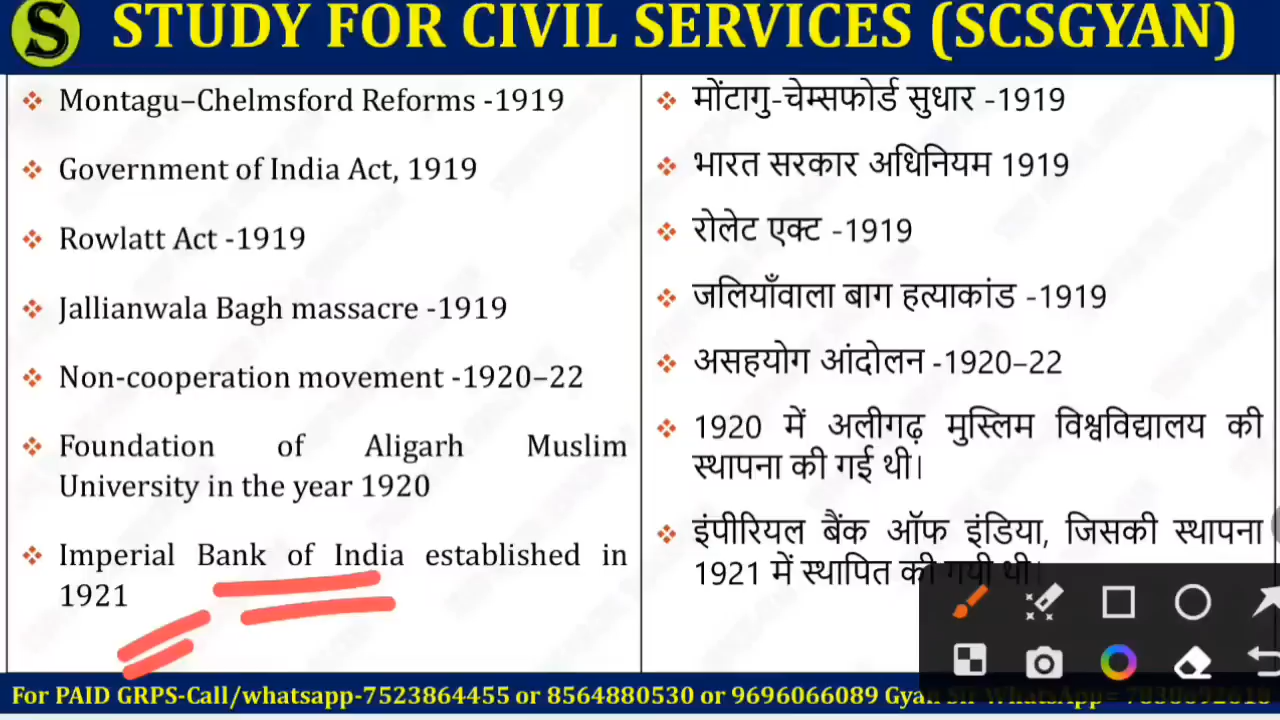 S STUDY FOR CIVIL SERVICES (SCSGYAN)
Montagu–Chelmsford Reforms -1919
Government of India Act, 1919
Rowlatt Act -1919
Jallianwala Bagh massacre -1919
Non-cooperation movement -1920–22
Foundation of Aligarh Muslim
University in the year 1920
Imperial Bank of India established in
1921
मोंटागु-चेम्सफोर्ड सुधार -1919
भारत सरकार अधिनियम 1919
रोलेट एक्ट -1919
जलियाँवाला बाग हत्याकांड -1919
असहयोग आंदोलन -1920–22
1920 में अलीगढ़ मुस्लिम विश्वविद्यालय की
स्थापना की गई थी।
इंपीरियल बैंक ऑफ इंडिया, जिसकी स्थापना
1921 में स्थापित की गयी थी।
For PAID GRPS-Call/whatsapp-7523864455 or 8564880530 or 9696066089 Gyan Sir WhatsApp=